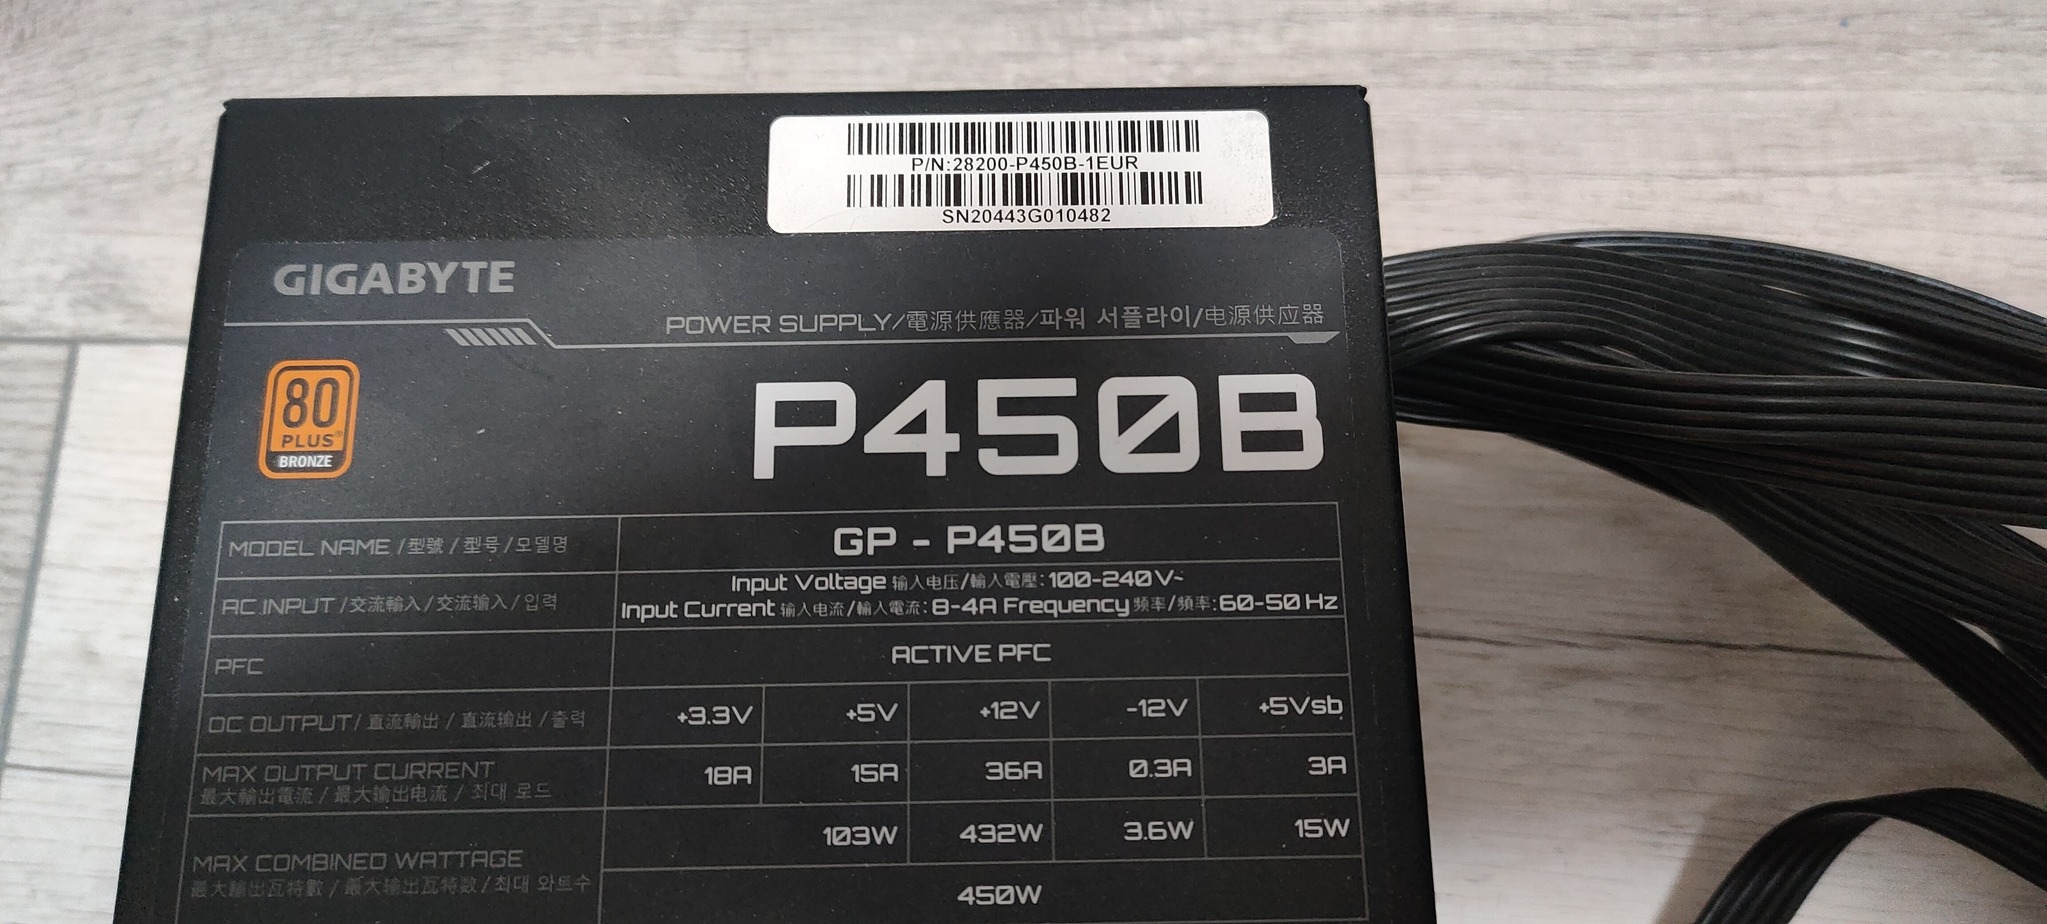 P/N:28200-P450B-1EUR
SN20443G010482
GIGABYTE
POWER SUPPLY/電源供應器/파워 서플라이/电源供应器
80
PLUS®
BRONZE
P450B
MODEL NAME /型號 / 型号 /모델명
GP - P450B
AC INPUT /交流輸入 /交流输入 / 입력
Input Voltage 输入电压/輸入電壓: 100-240V~
Input Current 输入电流/輸入電流: 8-4A Frequency 频率/頻率: 60-50 Hz
PFC
ACTIVE PFC
DC OUTPUT/ 直流輸出 / 直流输出 /출력
+3.3V +5V +12V -12V +5Vsb
MAX OUTPUT CURRENT
最大輸出電流 / 最大输出电流 / 최대 로드
18A 15A 36A 0.3A 3A
MAX COMBINED WATTAGE
最大輸出瓦特數 / 最大输出瓦特数 / 최대 와트수
103W 432W 3.6W 15W
450W